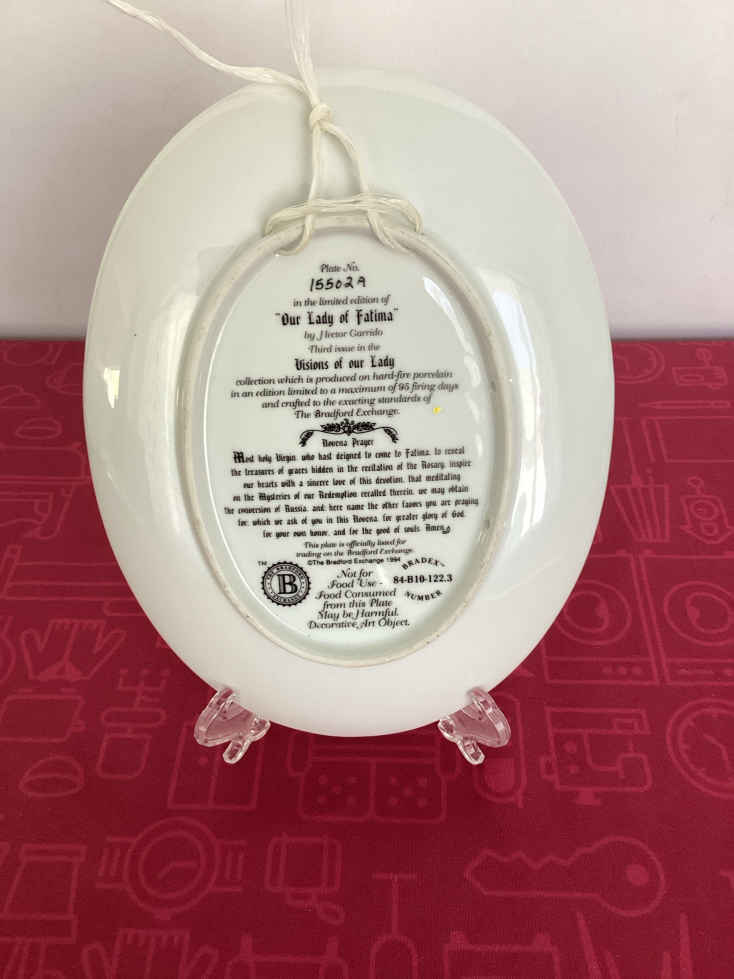 Plate No.
15502A
in the limited edition of
"Our Lady of Fatima"
by Hector Garrido
Third issue in the
Visions of our Lady
collection which is produced on hard-fire porcelain
in an edition limited to a maximum of 95 firing days
and crafted to the exacting standards of
The Bradford Exchange.
Novena Prayer
Most holy Virgin, who hast deigned to come to Fatima, to reveal
the treasures of graces hidden in the recitation of the Rosary, inspire
our hearts with a sincere love of this devotion, that meditating
on the Mysteries of our Redemption recalled therein, we may obtain
the conversion of Russia, and here name the other favors you are praying
for, which we ask of you in this Novena, for greater glory of God,
for your own honor, and for the good of souls. Amen.
This plate is officially listed for
trading on the Bradford Exchange.
©The Bradford Exchange 1994
TM
THE BRADFORD
B
EXCHANGE
Not for
Food Use -
Food Consumed
from this Plate
May be Harmful.
Decorative Art Object.
BRADEX™
84-B10-122.3
NUMBER